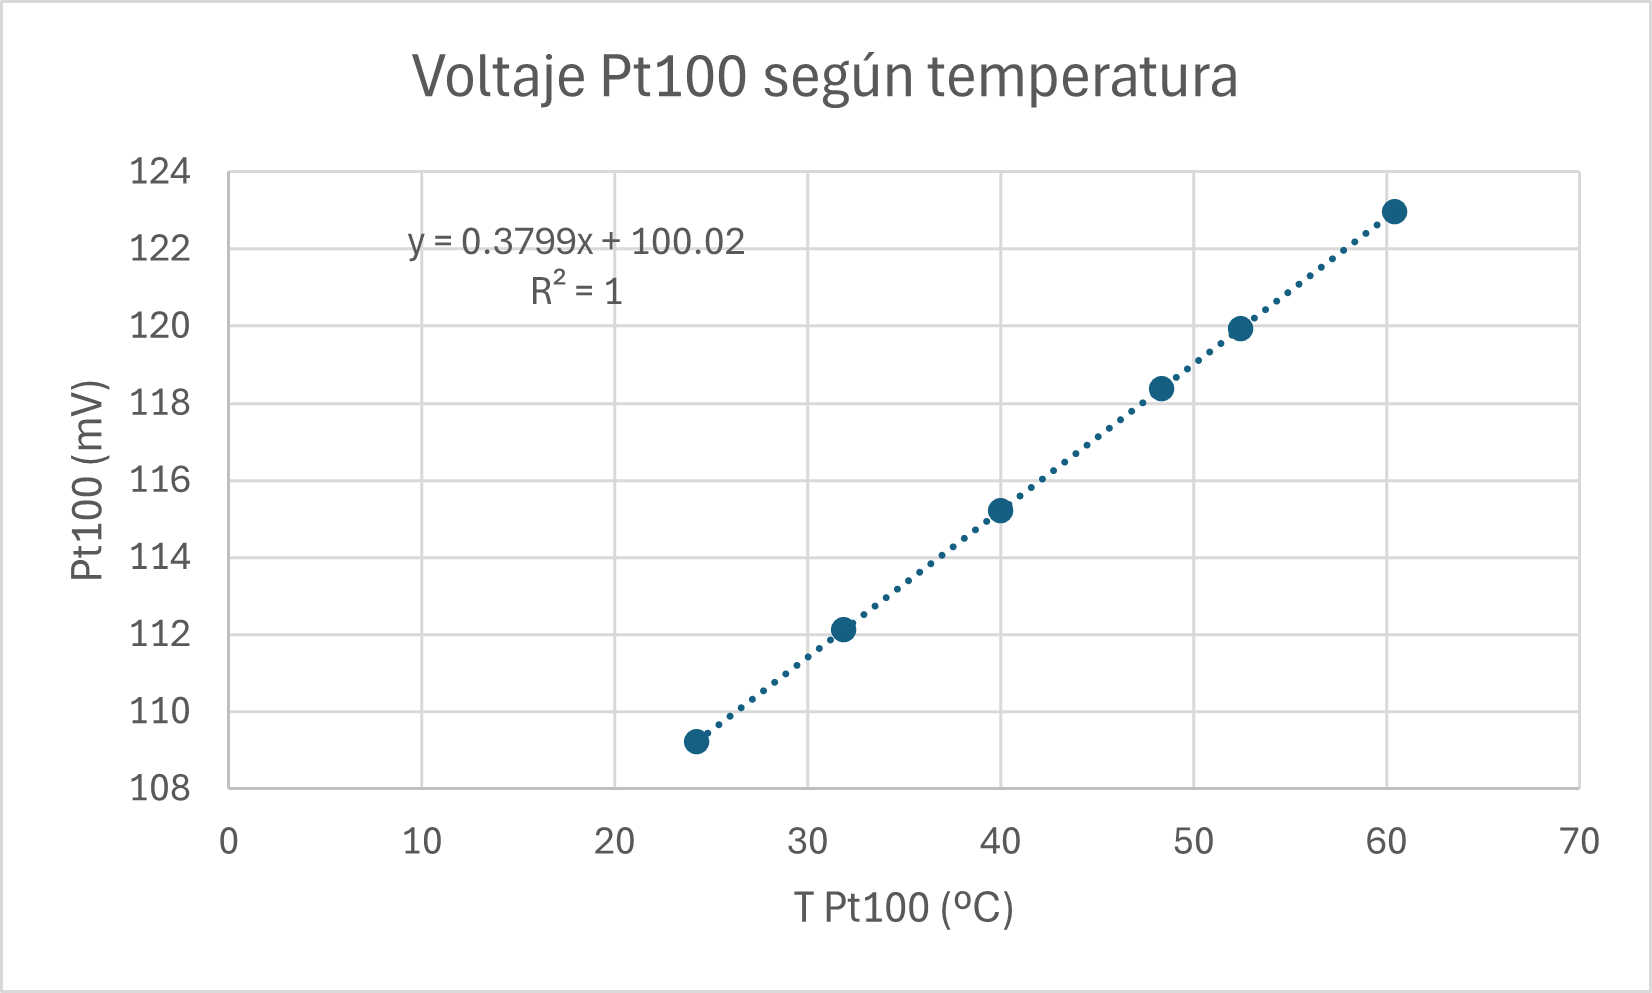 Voltaje Pt100 según temperatura
y = 0.3799x + 100.02
R² = 1
124
122
120
118
116
114
112
110
108
Pt100 (mV)
0 10 20 30 40 50 60 70
T Pt100 (ºC)